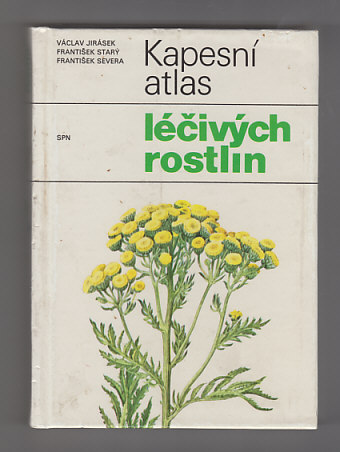 VÁCLAV JIRÁSEK
FRANTIŠEK STARÝ
FRANTIŠEK SEVERA
Kapesní
atlas
SPN
léčivých
rostlin